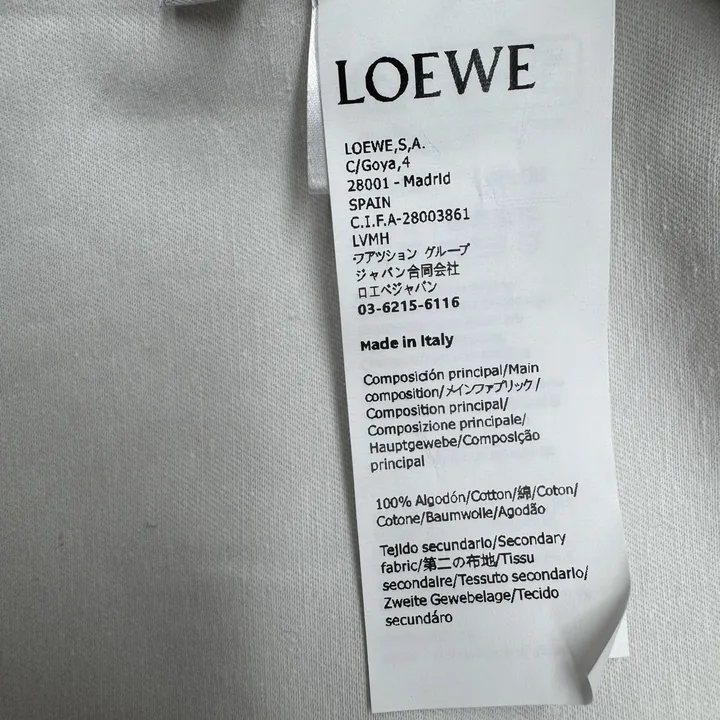 LOEWE
LOEWE,S,A.
C/Goya,4
28001 - Madrid
SPAIN
C.I.F.A-28003861
LVMH
ファツション グループ
ジャパン合同会社
ロエベジャパン
03-6215-6116
Made in Italy
Composición principal/Main
composition/メインファブリック/
Composition principal/
Composizione principale/
Hauptgewebe/Composição
principal
100% Algodón/Cotton/綿/Coton/
Cotone/Baumwolle/Agodão
Tejido secundario/Secondary
fabric/第二の布地/Tissu
secondaire/Tessuto secondario/
Zweite Gewebelage/Tecido
secundáro